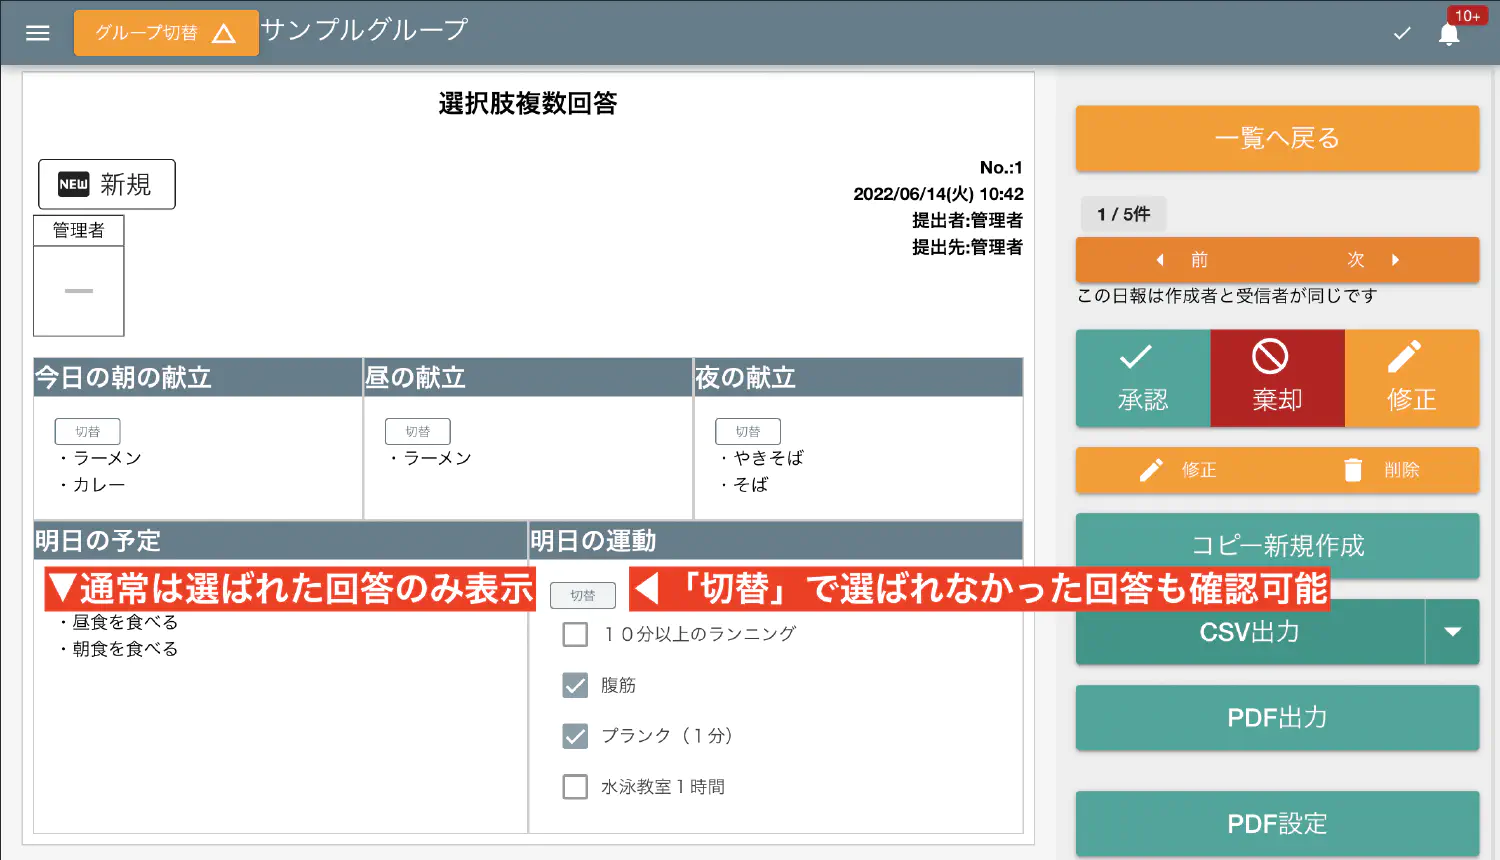 グループ切替
サンプルグループ
10+
選択肢複数回答
NEW 新規
管理者
No.:1
2022/06/14(火) 10:42
提出者:管理者
提出先:管理者
今日の朝の献立
切替
・ラーメン
・カレー
昼の献立
切替
・ラーメン
夜の献立
切替
・やきそば
・そば
明日の予定
▼通常は選ばれた回答のみ表示
・昼食を食べる
・朝食を食べる
明日の運動
切替
◀「切替」で選ばれなかった回答も確認可能
１０分以上のランニング
腹筋
プランク（１分）
水泳教室１時間
一覧へ戻る
1 / 5件
前
次
この日報は作成者と受信者が同じです
承認
棄却
修正
修正
削除
コピー新規作成
CSV出力
PDF出力
PDF設定